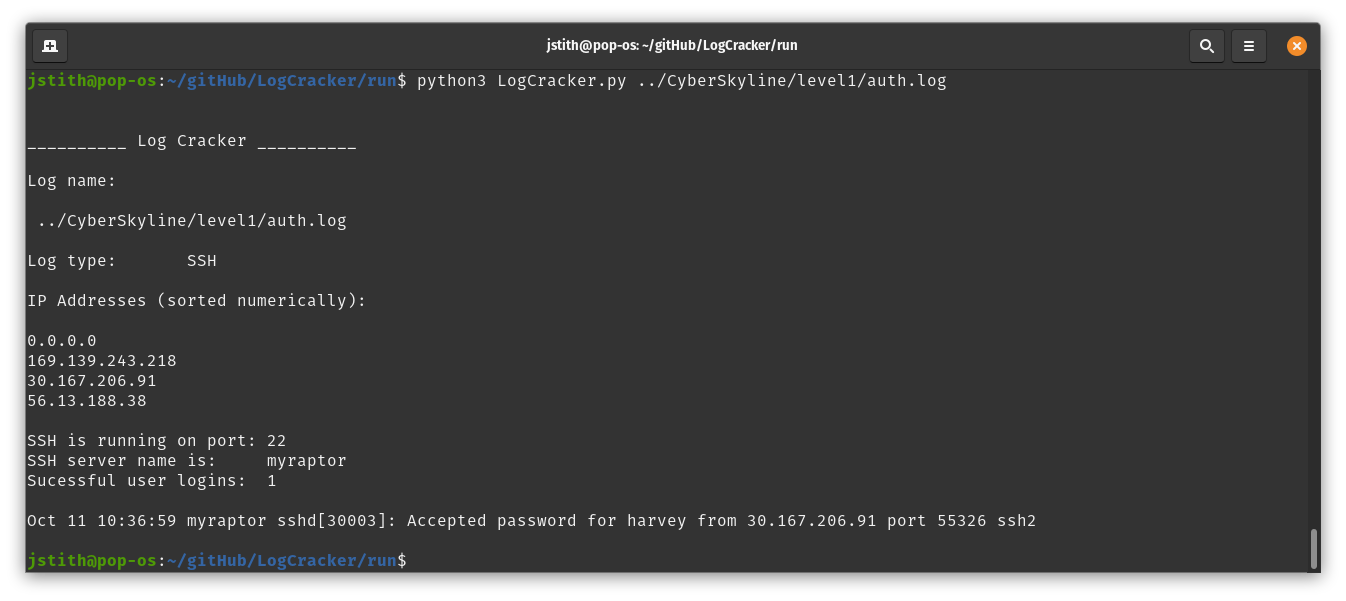 jstith@pop-os: ~/gitHub/LogCracker/run
jstith@pop-os:~/gitHub/LogCracker/run$ python3 LogCracker.py ../CyberSkyline/level1/auth.log
__________ Log Cracker __________
Log name:
../CyberSkyline/level1/auth.log
Log type:       SSH
IP Addresses (sorted numerically):
0.0.0.0
169.139.243.218
30.167.206.91
56.13.188.38
SSH is running on port: 22
SSH server name is:     myraptor
Sucessful user logins:  1
Oct 11 10:36:59 myraptor sshd[30003]: Accepted password for harvey from 30.167.206.91 port 55326 ssh2
jstith@pop-os:~/gitHub/LogCracker/run$